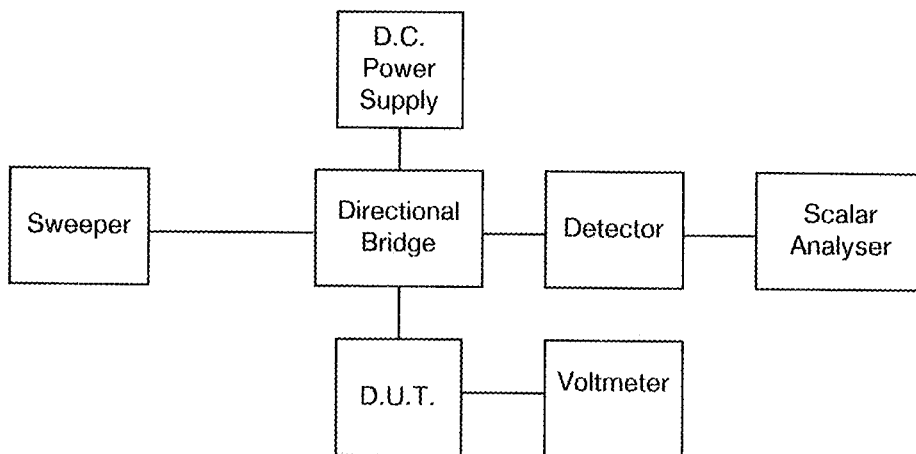 D.C.
Power
Supply
Sweeper
Directional
Bridge
Detector
Scalar
Analyser
D.U.T.
Voltmeter